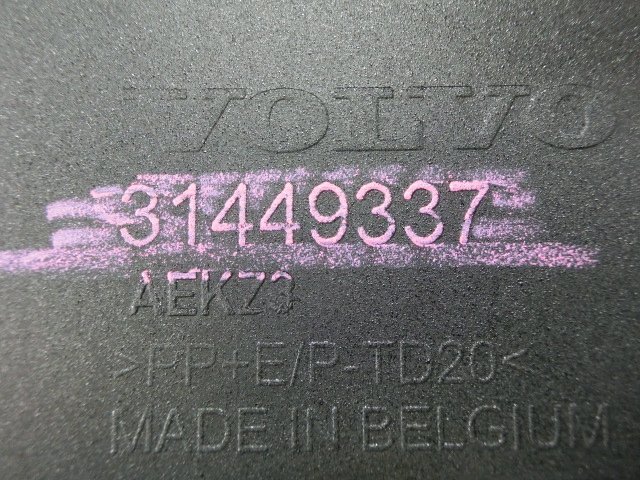 VOLVO
31449337
AEKZ3
>PP+E/P-TD20<
MADE IN BELGIUM